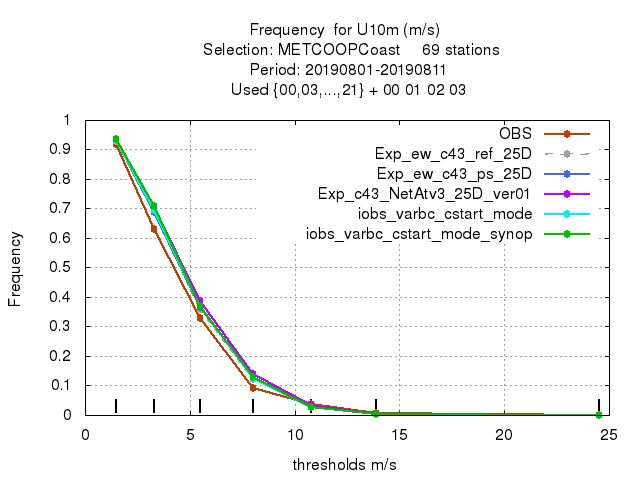 Frequency for U10m (m/s)
Selection: METCOOPCoast 69 stations
Period: 20190801-20190811
Used {00,03,...,21} + 00 01 02 03
OBS
Exp_ew_c43_ref_25D
Exp_ew_c43_ps_25D
Exp_c43_NetAtv3_25D_ver01
iobs_varbc_cstart_mode
iobs_varbc_cstart_mode_synop
Frequency
1
0.9
0.8
0.7
0.6
0.5
0.4
0.3
0.2
0.1
0
0 5 10 15 20 25
thresholds m/s